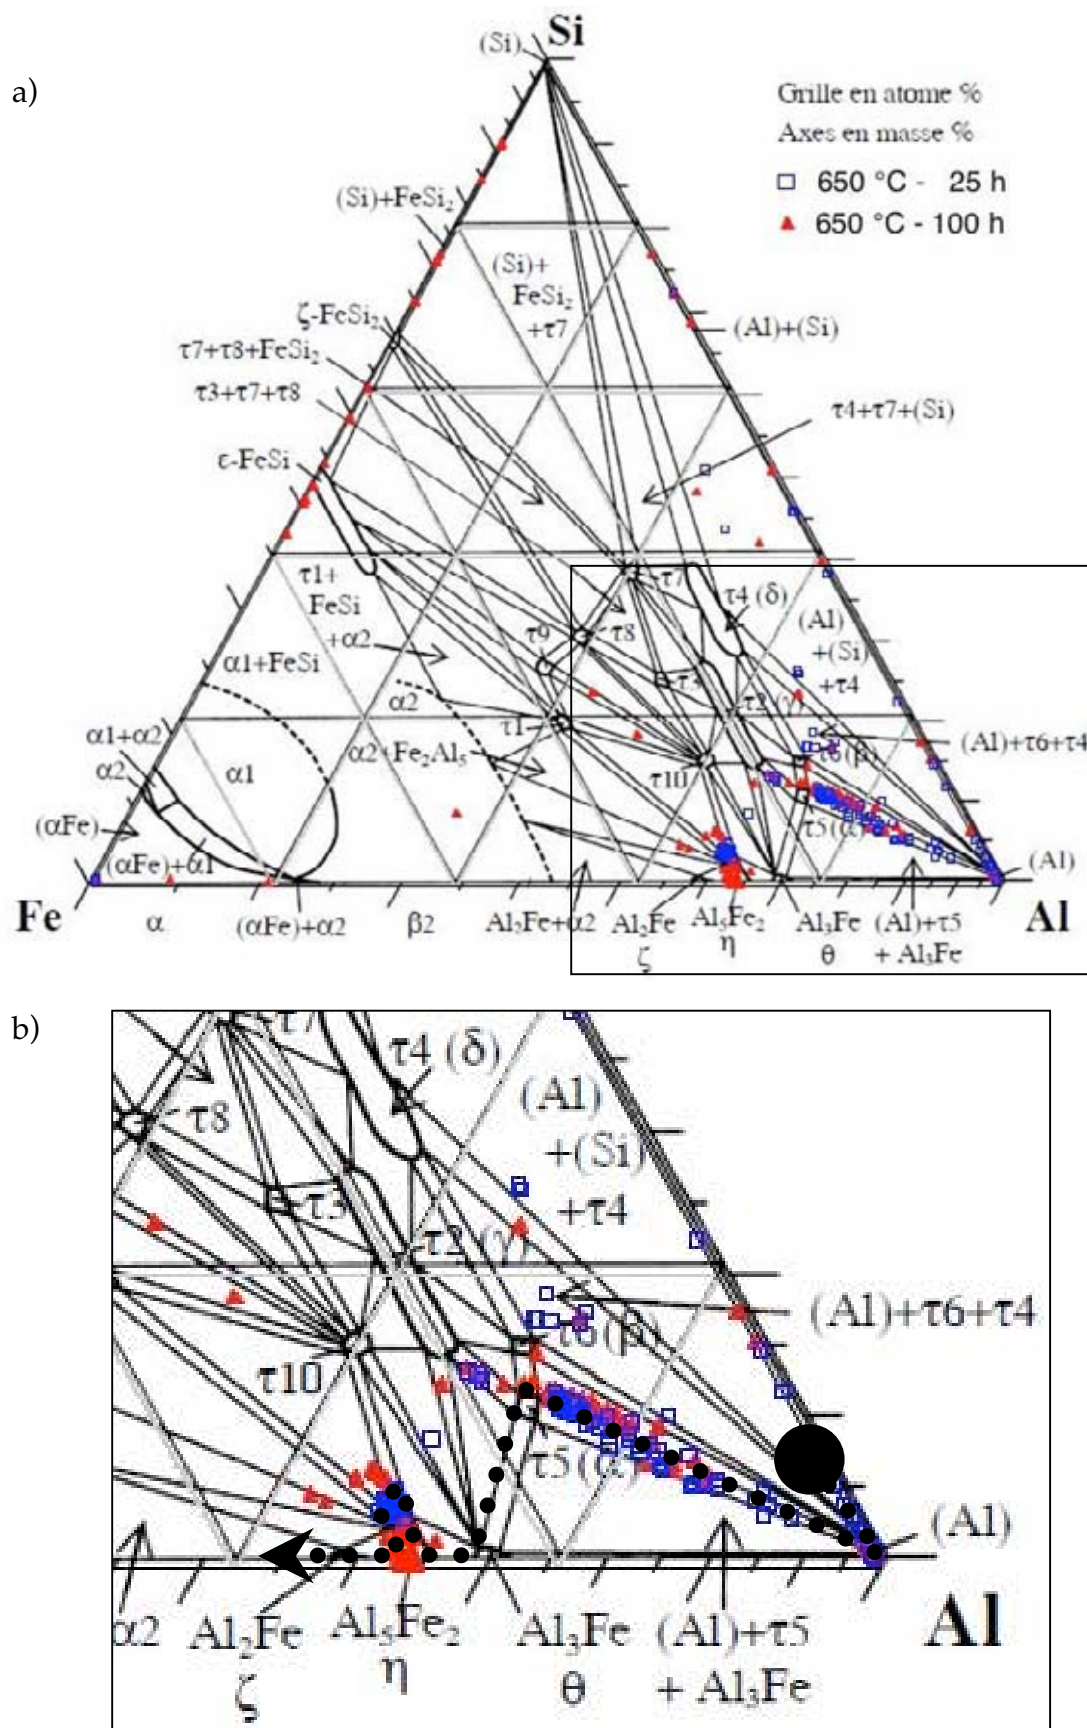 a)
Si
(Si)
Grille en atome %
Axes en masse %
650 °C - 25 h
650 °C - 100 h
(Si)+FeSi2
(Si)+
FeSi2
+τ7
ζ-FeSi2
(Al)+(Si)
τ7+τ8+FeSi2
τ3+τ7+τ8
τ4+τ7+(Si)
ε-FeSi
τ1+
FeSi
+α2
τ7
τ4 (δ)
(Al)
+(Si)
+τ4
τ9
τ8
α1+FeSi
τ3
α2
τ2 (γ)
τ1
α1+α2
α2+Fe2Al5
τ6(β)
(Al)+τ6+τ4
α2
α1
τ10
(αFe)
τ5(α)
(αFe)+α1
(Al)
Fe
Al
α
(αFe)+α2
β2
Al2Fe+α2
Al2Fe
ζ
Al5Fe2
η
Al3Fe
θ
(Al)+τ5
+ Al3Fe
b)
τ7
τ4 (δ)
(Al)
+(Si)
+τ4
τ8
τ3
τ2 (γ)
(Al)+τ6+τ4
τ6(β)
τ10
τ5(α)
(Al)
Al
α2
Al2Fe
ζ
Al5Fe2
η
Al3Fe
θ
(Al)+τ5
+ Al3Fe